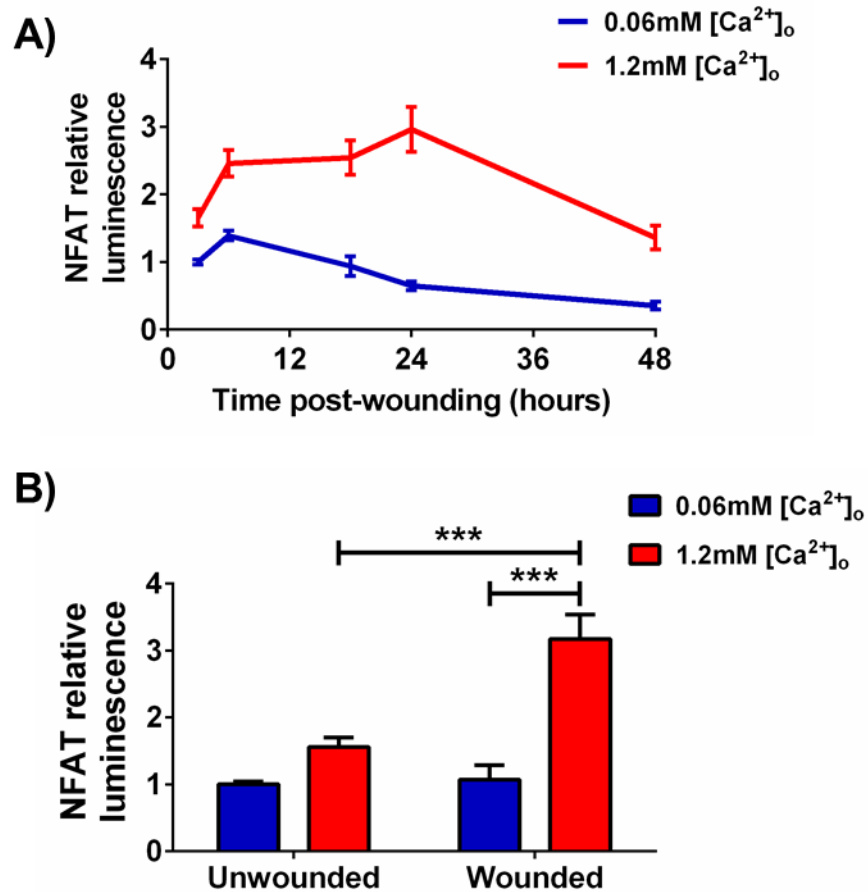 A)
0.06mM [Ca²⁺]ₒ
1.2mM [Ca²⁺]ₒ
NFAT relative
luminescence
4
3
2
1
0
0 12 24 36 48
Time post-wounding (hours)
B)
0.06mM [Ca²⁺]ₒ
1.2mM [Ca²⁺]ₒ
***
***
NFAT relative
luminescence
4
3
2
1
0
Unwounded Wounded